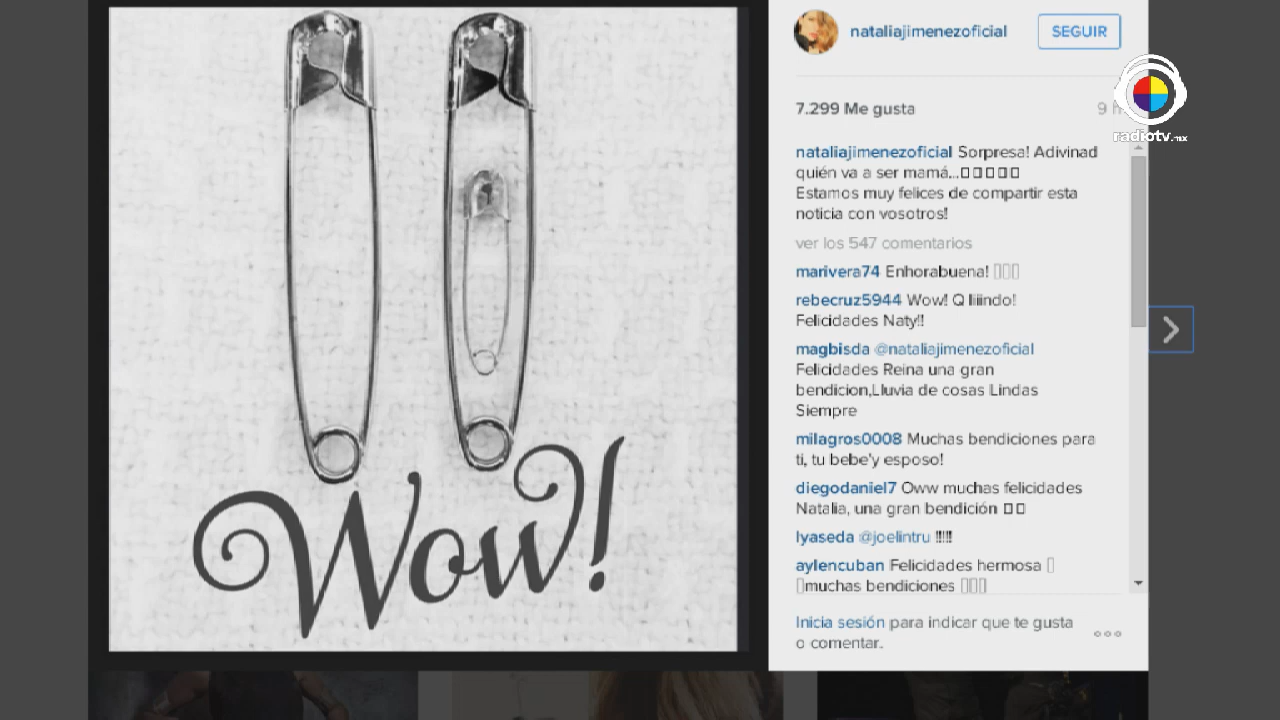 Wow!
nataliajimenezoficial
SEGUIR
radiotv.mx
7.299 Me gusta
9
nataliajimenezoficial Sorpresa! Adivinad
quién va a ser mamá...
Estamos muy felices de compartir esta
noticia con vosotros!
ver los 547 comentarios
marivera74 Enhorabuena!
rebecruz5944 Wow! Q liiindo!
Felicidades Naty!!
magbisda @nataliajimenezoficial
Felicidades Reina una gran
bendicion,Lluvia de cosas Lindas
Siempre
milagros0008 Muchas bendiciones para
ti, tu bebe'y esposo!
diegodaniel7 Oww muchas felicidades
Natalia, una gran bendición
lyaseda @joelintru !!!!!
aylencuban Felicidades hermosa
muchas bendiciones
Inicia sesión para indicar que te gusta
o comentar.